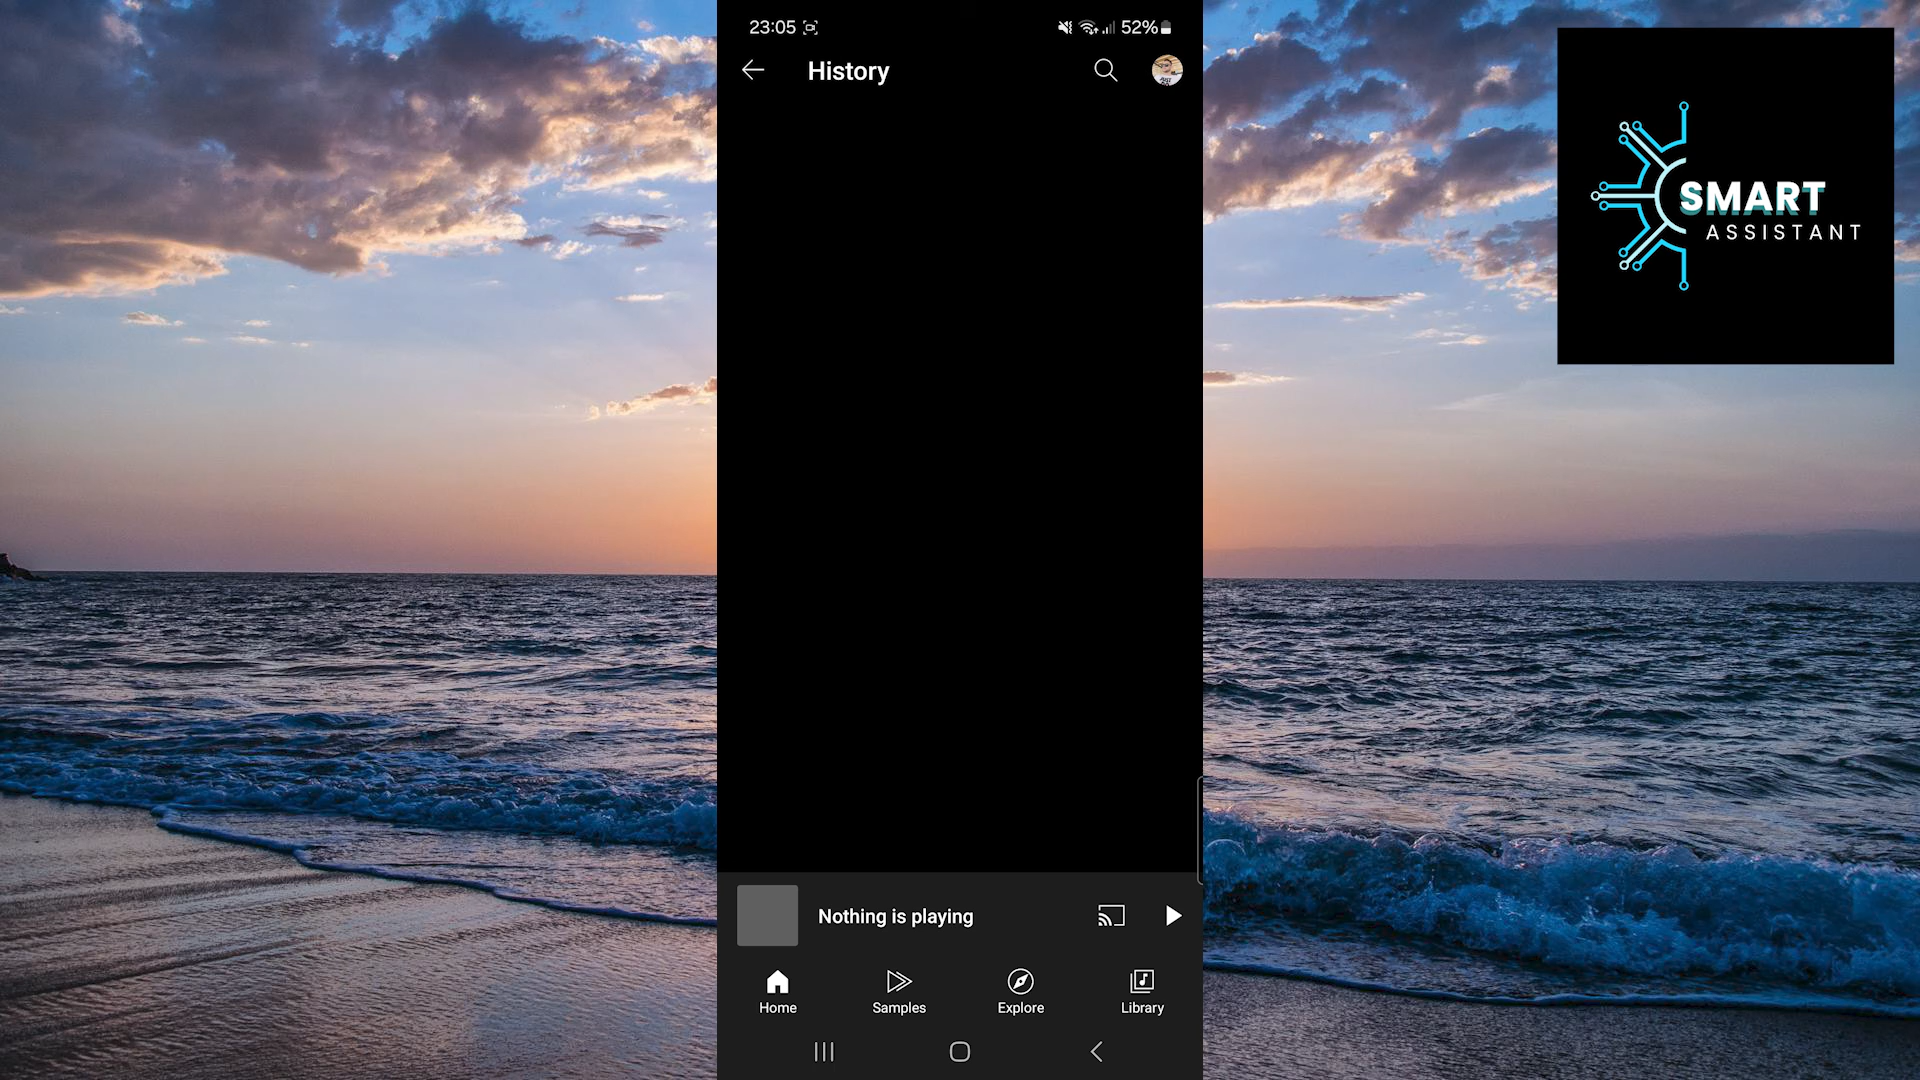 23:05
52%
History
SMART
ASSISTANT
Nothing is playing
Home
Samples
Explore
Library